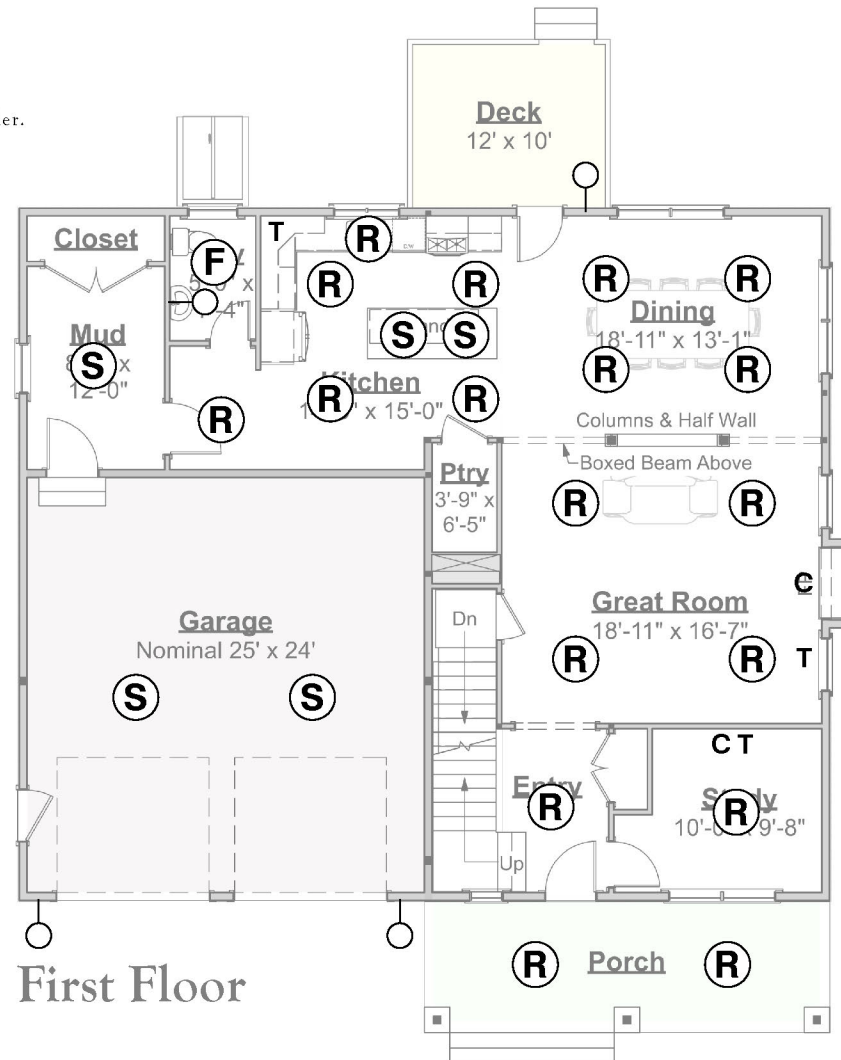 er.
Deck
12' x 10'
Closet
T
R
F
R
R
R
R
Dining
18'-11" x 13'-1"
Mud
S
x
12'-0"
S
S
R
R
Kitchen
R
R
x 15'-0"
R
Columns & Half Wall
Boxed Beam Above
Ptry
3'-9" x
6'-5"
R
R
C
Garage
Nominal 25' x 24'
Great Room
18'-11" x 16'-7"
Dn
R
R
T
S
S
C T
Entry
R
Study
R
10'-
9'-8"
Up
R
Porch
R
First Floor